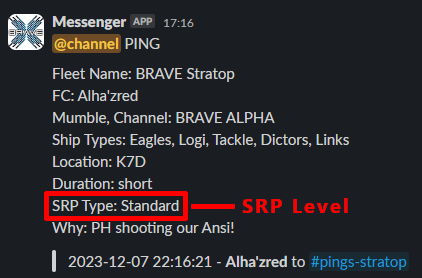 Messenger APP 17:16
@channel PING
Fleet Name: BRAVE Stratop
FC: Alha'zred
Mumble, Channel: BRAVE ALPHA
Ship Types: Eagles, Logi, Tackle, Dictors, Links
Location: K7D
Duration: short
SRP Type: Standard SRP Level
Why: PH shooting our Ansi!
2023-12-07 22:16:21 - Alha'zred to #pings-stratop